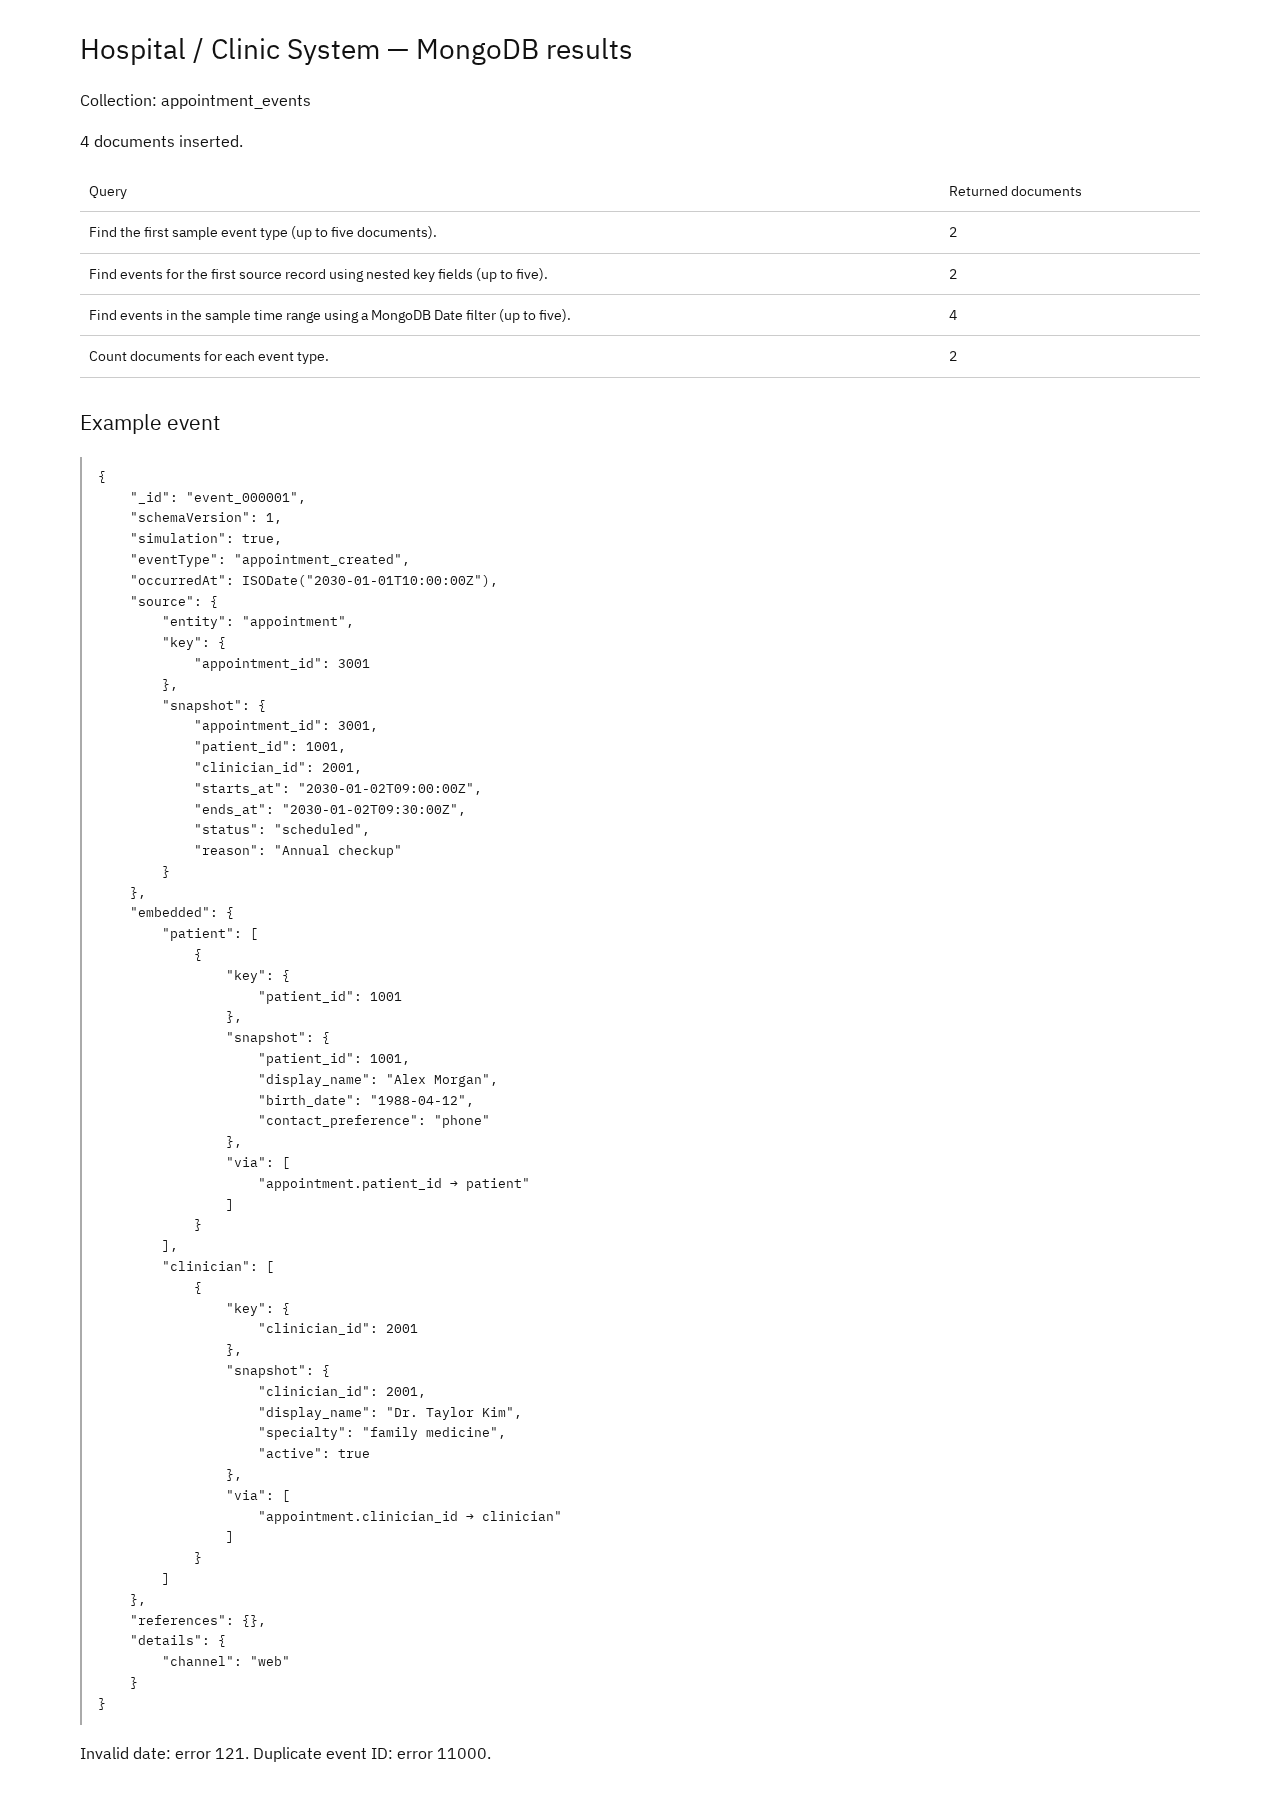 Hospital / Clinic System — MongoDB results
Collection: appointment_events
4 documents inserted.
Query Returned documents
Find the first sample event type (up to five documents). 2
Find events for the first source record using nested key fields (up to five). 2
Find events in the sample time range using a MongoDB Date filter (up to five). 4
Count documents for each event type. 2
Example event
{
    "_id": "event_000001",
    "schemaVersion": 1,
    "simulation": true,
    "eventType": "appointment_created",
    "occurredAt": ISODate("2030-01-01T10:00:00Z"),
    "source": {
        "entity": "appointment",
        "key": {
            "appointment_id": 3001
        },
        "snapshot": {
            "appointment_id": 3001,
            "patient_id": 1001,
            "clinician_id": 2001,
            "starts_at": "2030-01-02T09:00:00Z",
            "ends_at": "2030-01-02T09:30:00Z",
            "status": "scheduled",
            "reason": "Annual checkup"
        }
    },
    "embedded": {
        "patient": [
            {
                "key": {
                    "patient_id": 1001
                },
                "snapshot": {
                    "patient_id": 1001,
                    "display_name": "Alex Morgan",
                    "birth_date": "1988-04-12",
                    "contact_preference": "phone"
                },
                "via": [
                    "appointment.patient_id → patient"
                ]
            }
        ],
        "clinician": [
            {
                "key": {
                    "clinician_id": 2001
                },
                "snapshot": {
                    "clinician_id": 2001,
                    "display_name": "Dr. Taylor Kim",
                    "specialty": "family medicine",
                    "active": true
                },
                "via": [
                    "appointment.clinician_id → clinician"
                ]
            }
        ]
    },
    "references": {},
    "details": {
        "channel": "web"
    }
}
Invalid date: error 121. Duplicate event ID: error 11000.